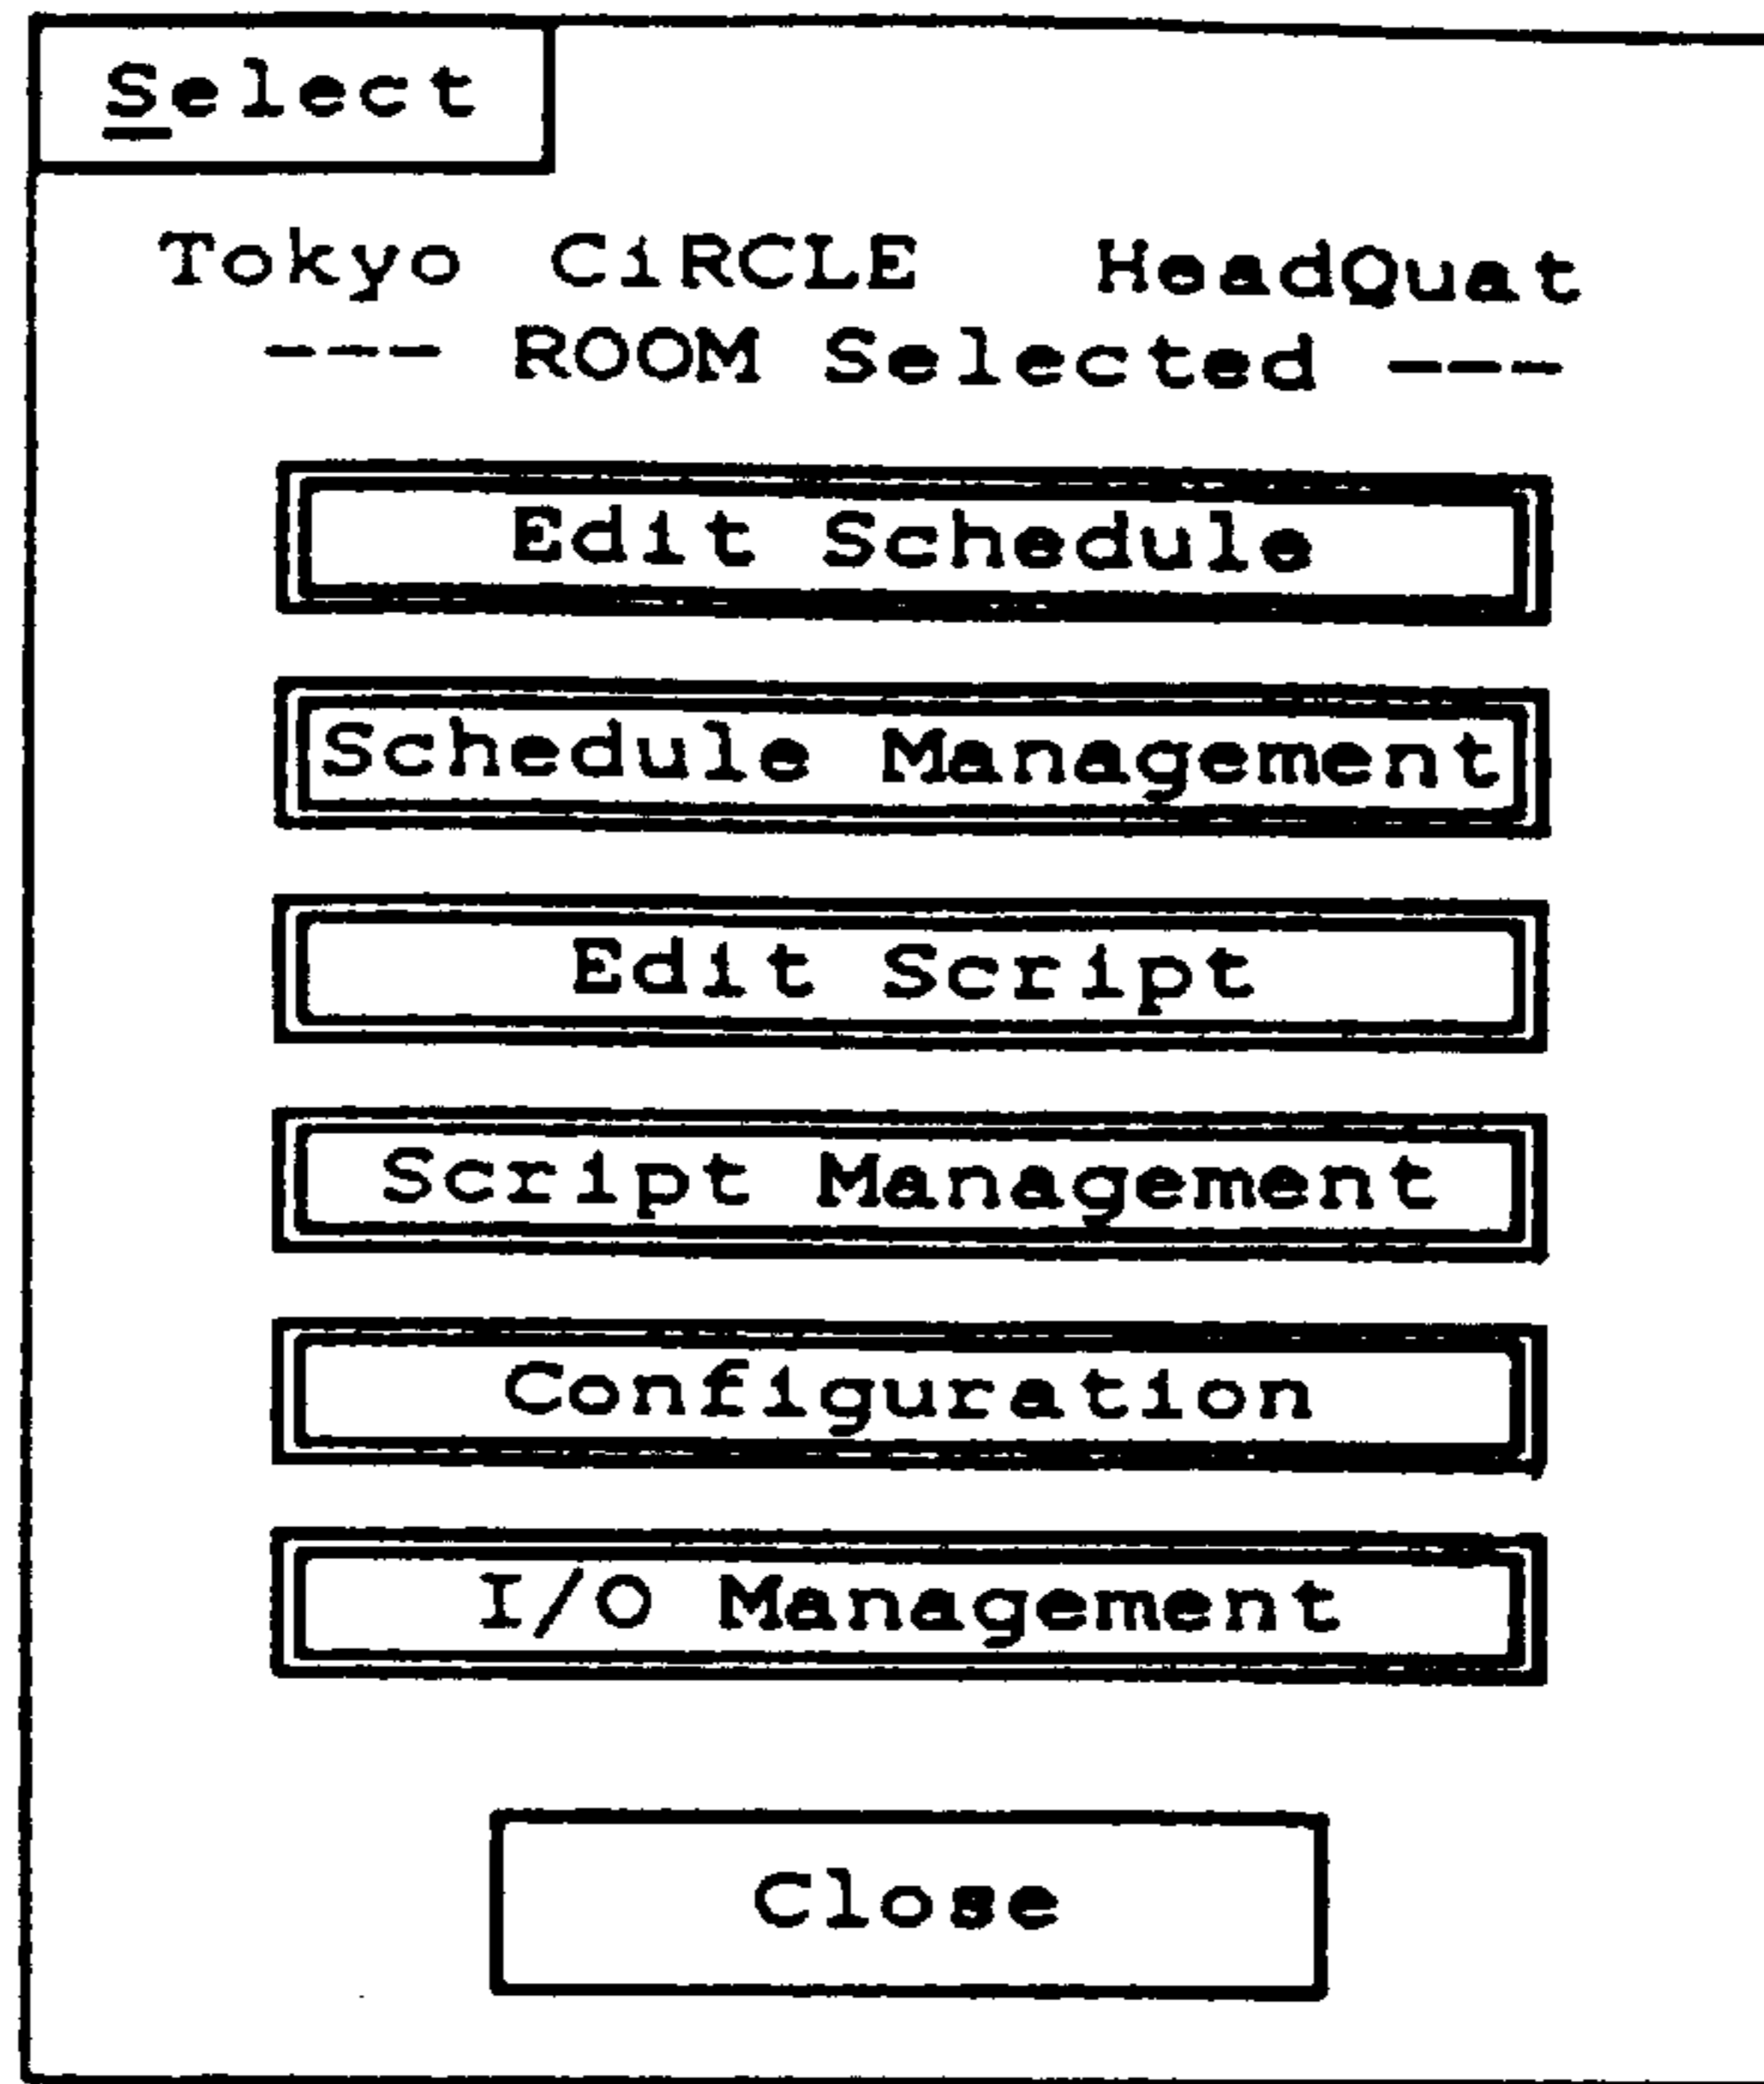 Select
Tokyo CiRCLE HeadQuat
--- ROOM Selected ---
Edit Schedule
Schedule Management
Edit Script
Script Management
Configuration
I/O Management
Close